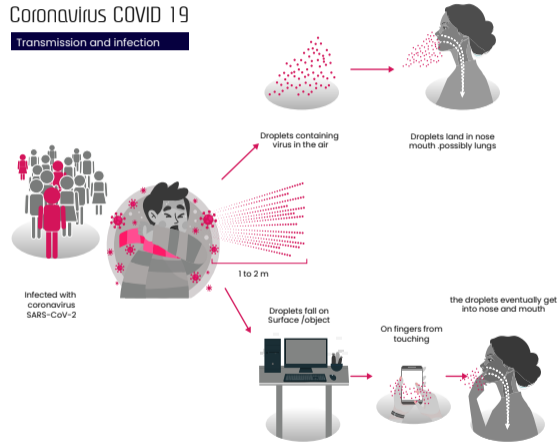 Coronavirus COVID 19
Transmission and infection
Droplets containing
virus in the air
Droplets land in nose
mouth .possibly lungs
1 to 2 m
Infected with
coronavirus
SARS-CoV-2
Droplets fall on
Surface /object
On fingers from
touching
the droplets eventually get
into nose and mouth